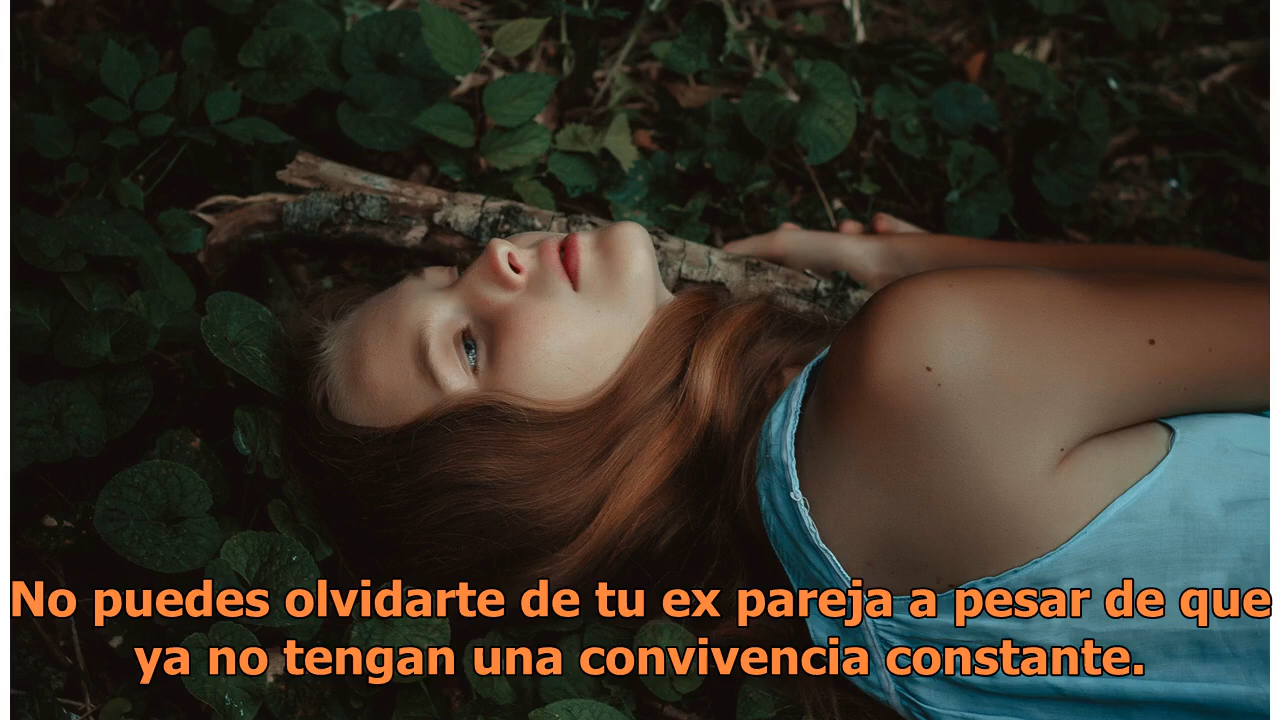 No puedes olvidarte de tu ex pareja a pesar de que
ya no tengan una convivencia constante.